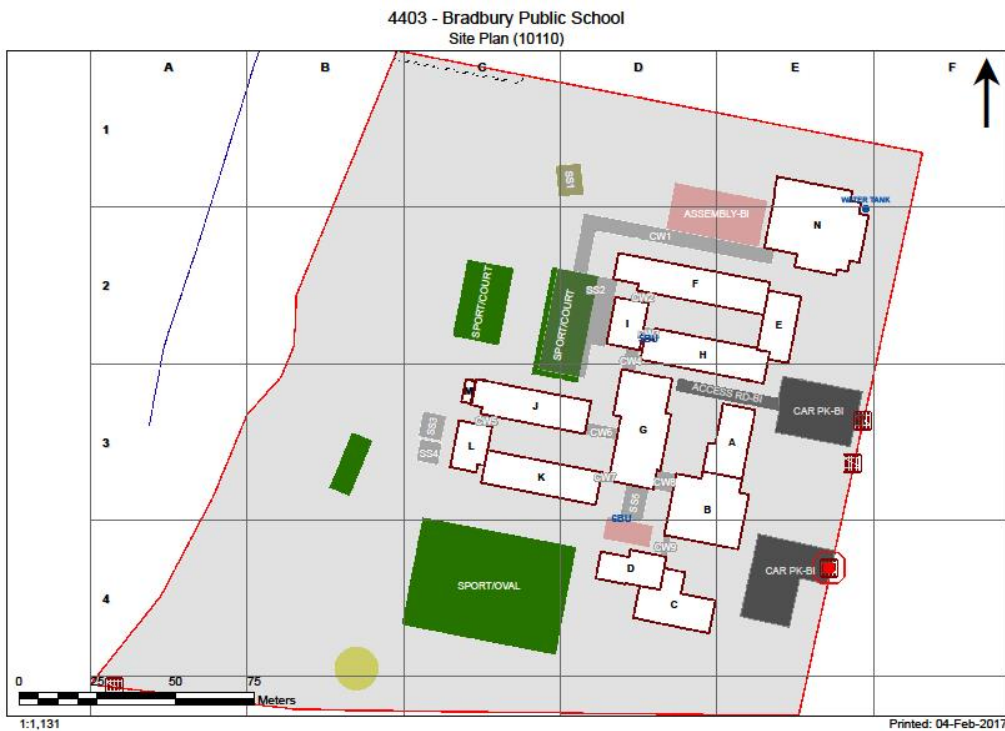 4403 - Bradbury Public School
Site Plan (10110)
A B C D E F
1
SS1
WATER TANK
ASSEMBLY-BI
N
CW1
2
SPORT/COURT
SPORT/COURT
SS2
F
CW2
I
E
H
SBU
CW4
ACCESS RD-BI
CAR PK-BI
M
J
G
3
SS3
CW5
CW6
A
L
SS4
K
CW7
CW8
SS5
B
SBU
CW9
SPORT/OVAL
D
CAR PK-BI
4
C
0 25 50 75
Meters
1:1,131
Printed: 04-Feb-2017